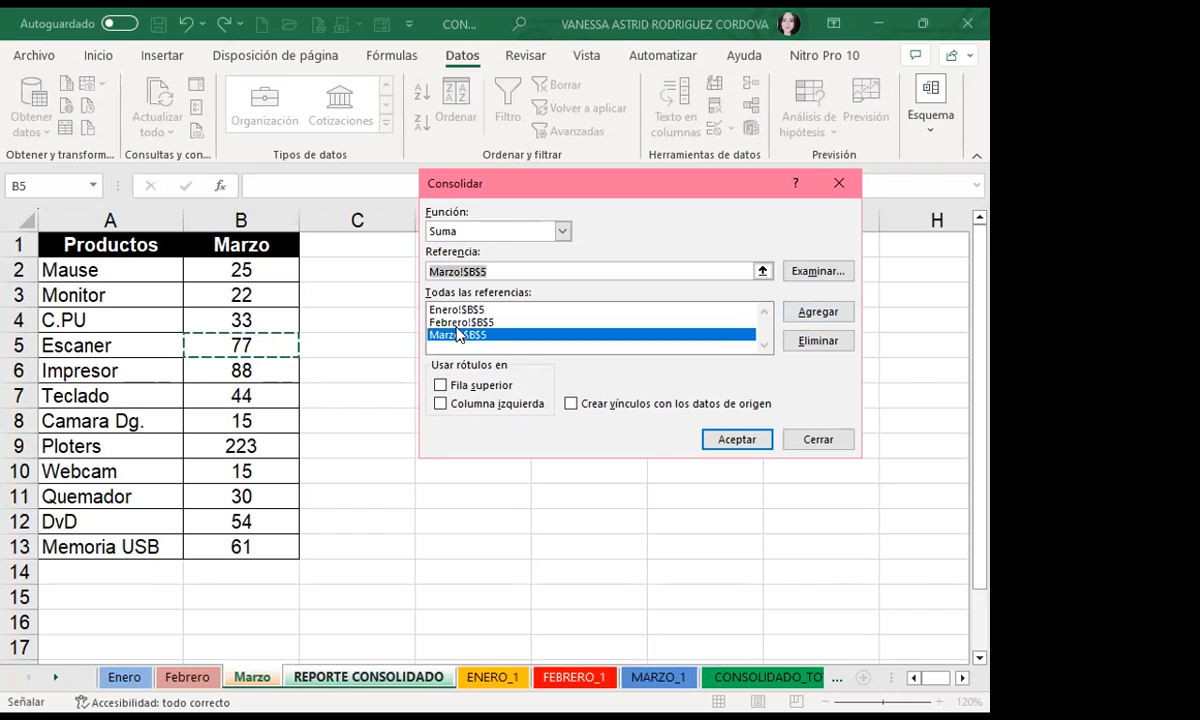 Autoguardado
CON...
VANESSA ASTRID RODRIGUEZ CORDOVA
Archivo Inicio Insertar Disposición de página Fórmulas Datos Revisar Vista Automatizar Ayuda Nitro Pro 10
Obtener datos
Obtener y transform...
Actualizar todo
Consultas y con...
Organización
Cotizaciones
Tipos de datos
Ordenar
Filtro
Borrar
Volver a aplicar
Avanzadas
Ordenar y filtrar
Texto en columnas
Herramientas de datos
Análisis de hipótesis
Previsión
Previsión
Esquema
B5
fx
Consolidar
?
Función:
Suma
Referencia:
Marzo!$B$5
Examinar...
Todas las referencias:
Enero!$B$5
Febrero!$B$5
Marzo!$B$5
Agregar
Eliminar
Usar rótulos en
Fila superior
Columna izquierda
Crear vínculos con los datos de origen
Aceptar
Cerrar
A B C H
1 Productos Marzo
2 Mause 25
3 Monitor 22
4 C.PU 33
5 Escaner 77
6 Impresor 88
7 Teclado 44
8 Camara Dg. 15
9 Ploters 223
10 Webcam 15
11 Quemador 30
12 DvD 54
13 Memoria USB 61
14
15
16
17
Enero Febrero Marzo REPORTE CONSOLIDADO ENERO_1 FEBRERO_1 MARZO_1 CONSOLIDADO_TO ...
Señalar
Accesibilidad: todo correcto
120%